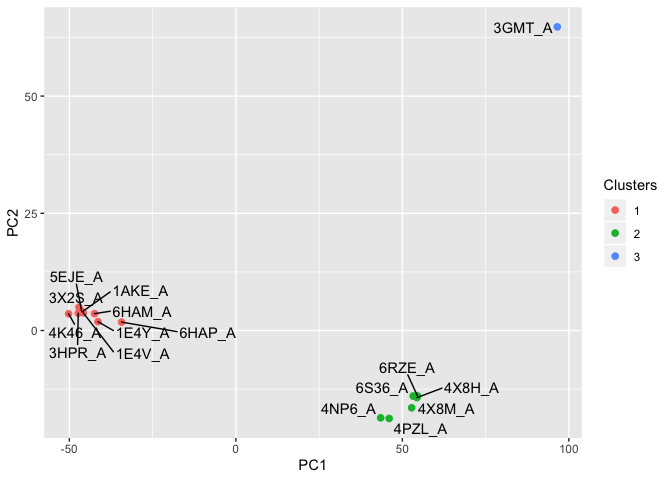 3GMT_A
50
25
0
PC2
5EJE_A
3X2S_A
1AKE_A
6HAM_A
4K46_A
1E4Y_A
6HAP_A
3HPR_A
1E4V_A
6RZE_A
6S36_A
4X8H_A
4NP6_A
4X8M_A
4PZL_A
-50
0
50
100
PC1
Clusters
1
2
3